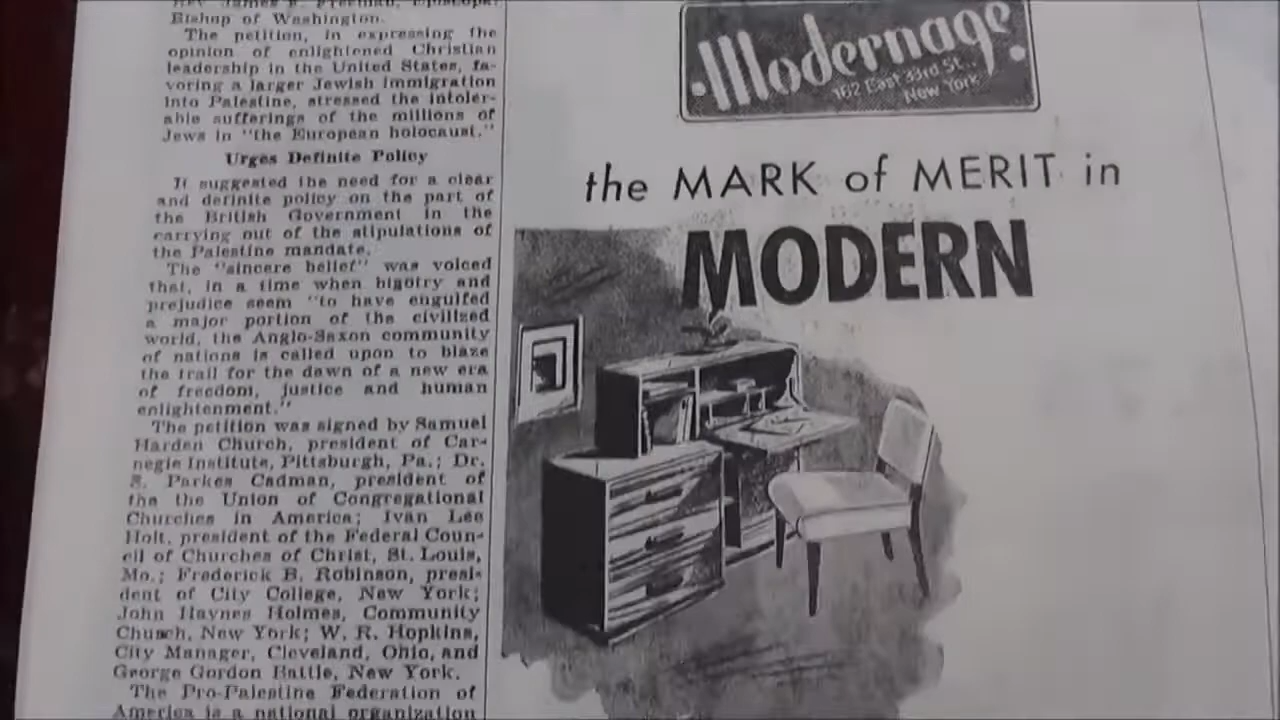 Rev. James E. Freeman, Episcopal
Bishop of Washington.
The petition, in expressing the
opinion of enlightened Christian
leadership in the United States, fa-
voring a larger Jewish immigration
into Palestine, stressed the intoler-
able sufferings of the millions of
Jews in "the European holocaust."
Urges Definite Policy
It suggested the need for a clear
and definite policy on the part of
the British Government in the
carrying out of the stipulations of
the Palestine mandate.
The "sincere belief" was voiced
that, in a time when bigotry and
prejudice seem "to have engulfed
a major portion of the civilized
world, the Anglo-Saxon community
of nations is called upon to blaze
the trail for the dawn of a new era
of freedom, justice and human
enlightenment."
The petition was signed by Samuel
Harden Church, president of Car-
negie Institute, Pittsburgh, Pa.; Dr.
S. Parkes Cadman, president of
the the Union of Congregational
Churches in America; Ivan Lee
Holt, president of the Federal Coun-
cil of Churches of Christ, St. Louis,
Mo.; Frederick B. Robinson, presi-
dent of City College, New York;
John Haynes Holmes, Community
Church, New York; W. R. Hopkins,
City Manager, Cleveland, Ohio, and
George Gordon Battle, New York.
The Pro-Palestine Federation of
America is a national organization
Modernage
162 East 33rd St..
New York
the MARK of MERIT in
MODERN